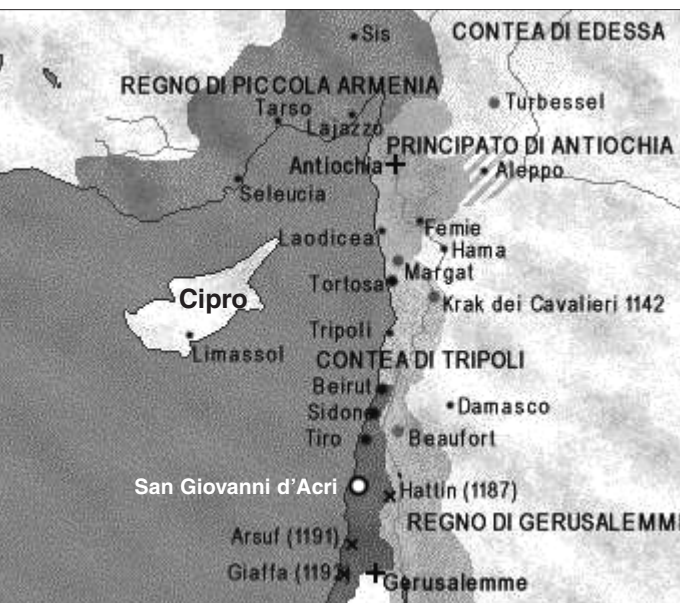 Sis
CONTEA DI EDESSA
REGNO DI PICCOLA ARMENIA
Turbessel
Tarso
Lajazzo
PRINCIPATO DI ANTIOCHIA
Antiochia
Aleppo
Seleucia
Femie
Laodicea
Hama
Margat
Tortosa
Cipro
Krak dei Cavalieri 1142
Tripoli
Limassol
CONTEA DI TRIPOLI
Beirut
Damasco
Sidone
Tiro
Beaufort
San Giovanni d'Acri
Hattin (1187)
REGNO DI GERUSALEMME
Arsuf (1191)
Giaffa (1192
Gerusalemme